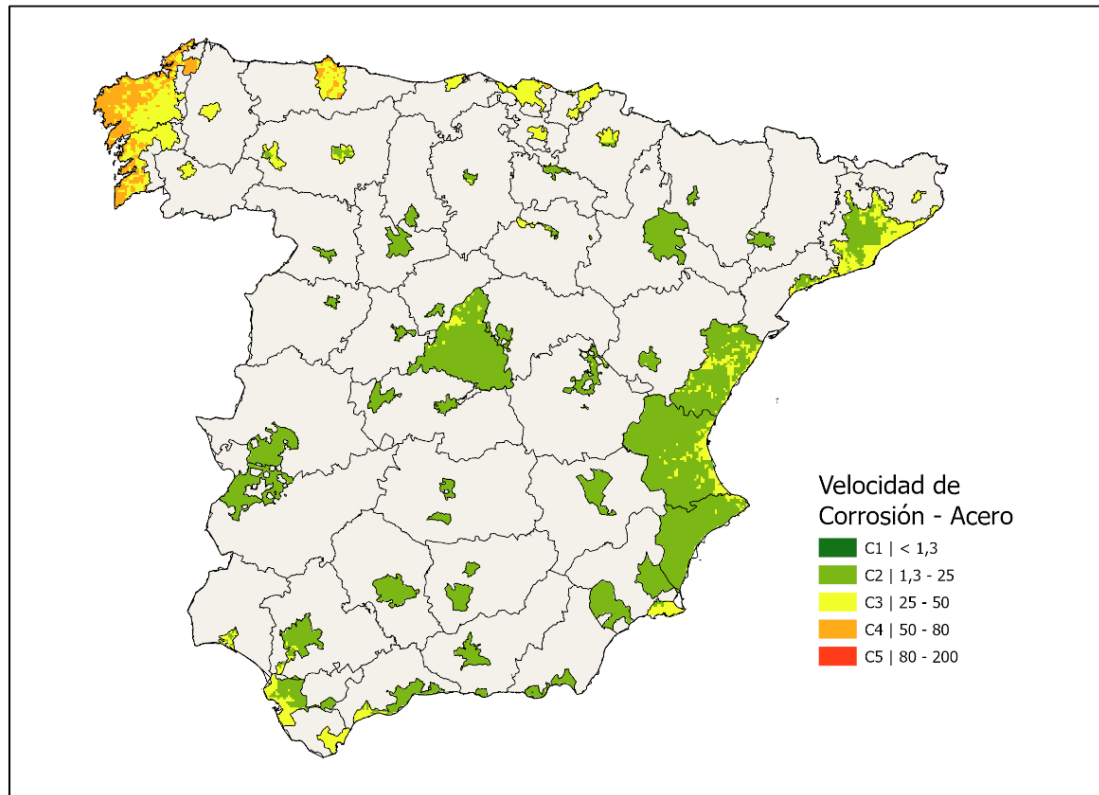 Velocidad de
Corrosión - Acero
C1 | < 1,3
C2 | 1,3 - 25
C3 | 25 - 50
C4 | 50 - 80
C5 | 80 - 200